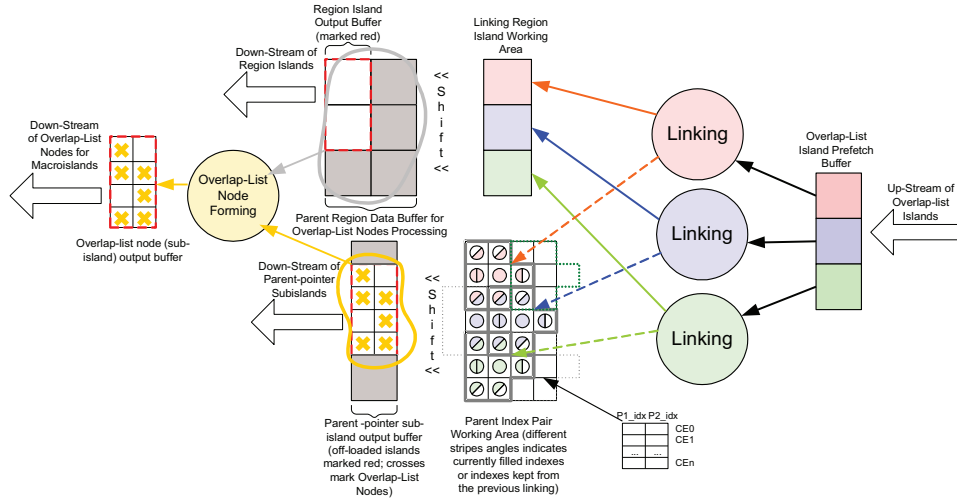 Region Island
Output Buffer
(marked red)
Down-Stream of
Region Islands
<<
S
h
i
f
t
<<
Linking Region
Island Working
Area
Linking
Linking
Linking
Overlap-List
Island Prefetch
Buffer
Up-Stream of
Overlap-list
Islands
Down-Stream
of Overlap-List
Nodes for
Macroislands
Overlap-List
Node
Forming
Overlap-list node (sub-
island) output buffer
Parent Region Data Buffer for
Overlap-List Nodes Processing
Down-Stream of
Parent-pointer
Subislands
<<
S
h
i
f
t
<<
Parent -pointer sub-
island output buffer
(off-loaded islands
marked red; crosses
mark Overlap-List
Nodes)
Parent Index Pair
Working Area (different
stripes angles indicates
currently filled indexes
or indexes kept from
the previous linking)
P1_idx P2_idx
CE0
CE1
... ...
CEn